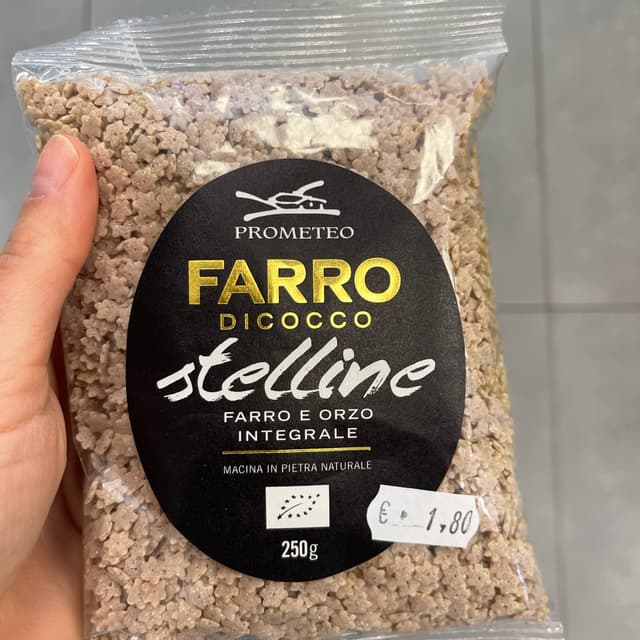 PROMETEO
FARRO
DICOCCO
stelline
FARRO E ORZO
INTEGRALE
MACINA IN PIETRA NATURALE
250g
€ 1,80